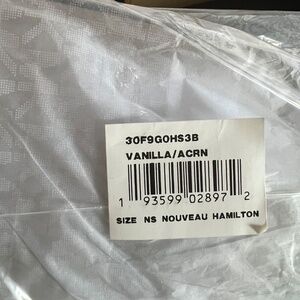 30F9G0HS3B
VANILLA/ACRN
1 93599 02897 2
SIZE NS NOUVEAU HAMILTON